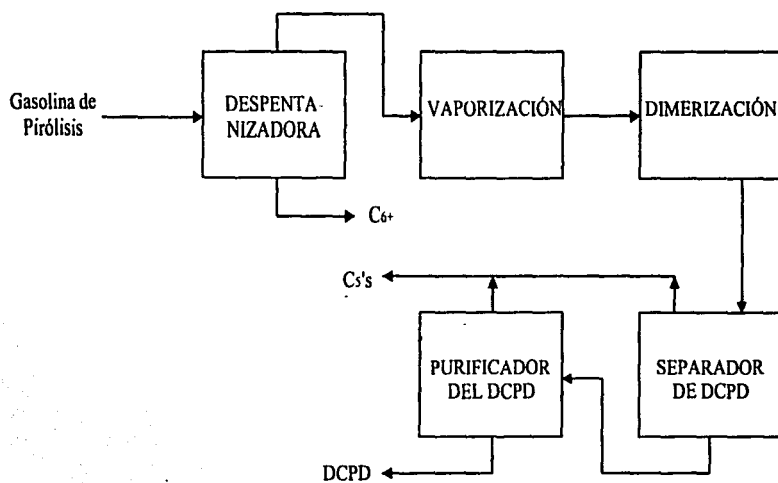 Gasolina de
Pirólisis
DESPENTA-
NIZADORA
VAPORIZACIÓN
DIMERIZACIÓN
C6+
C5's
PURIFICADOR
DEL DCPD
SEPARADOR
DE DCPD
DCPD